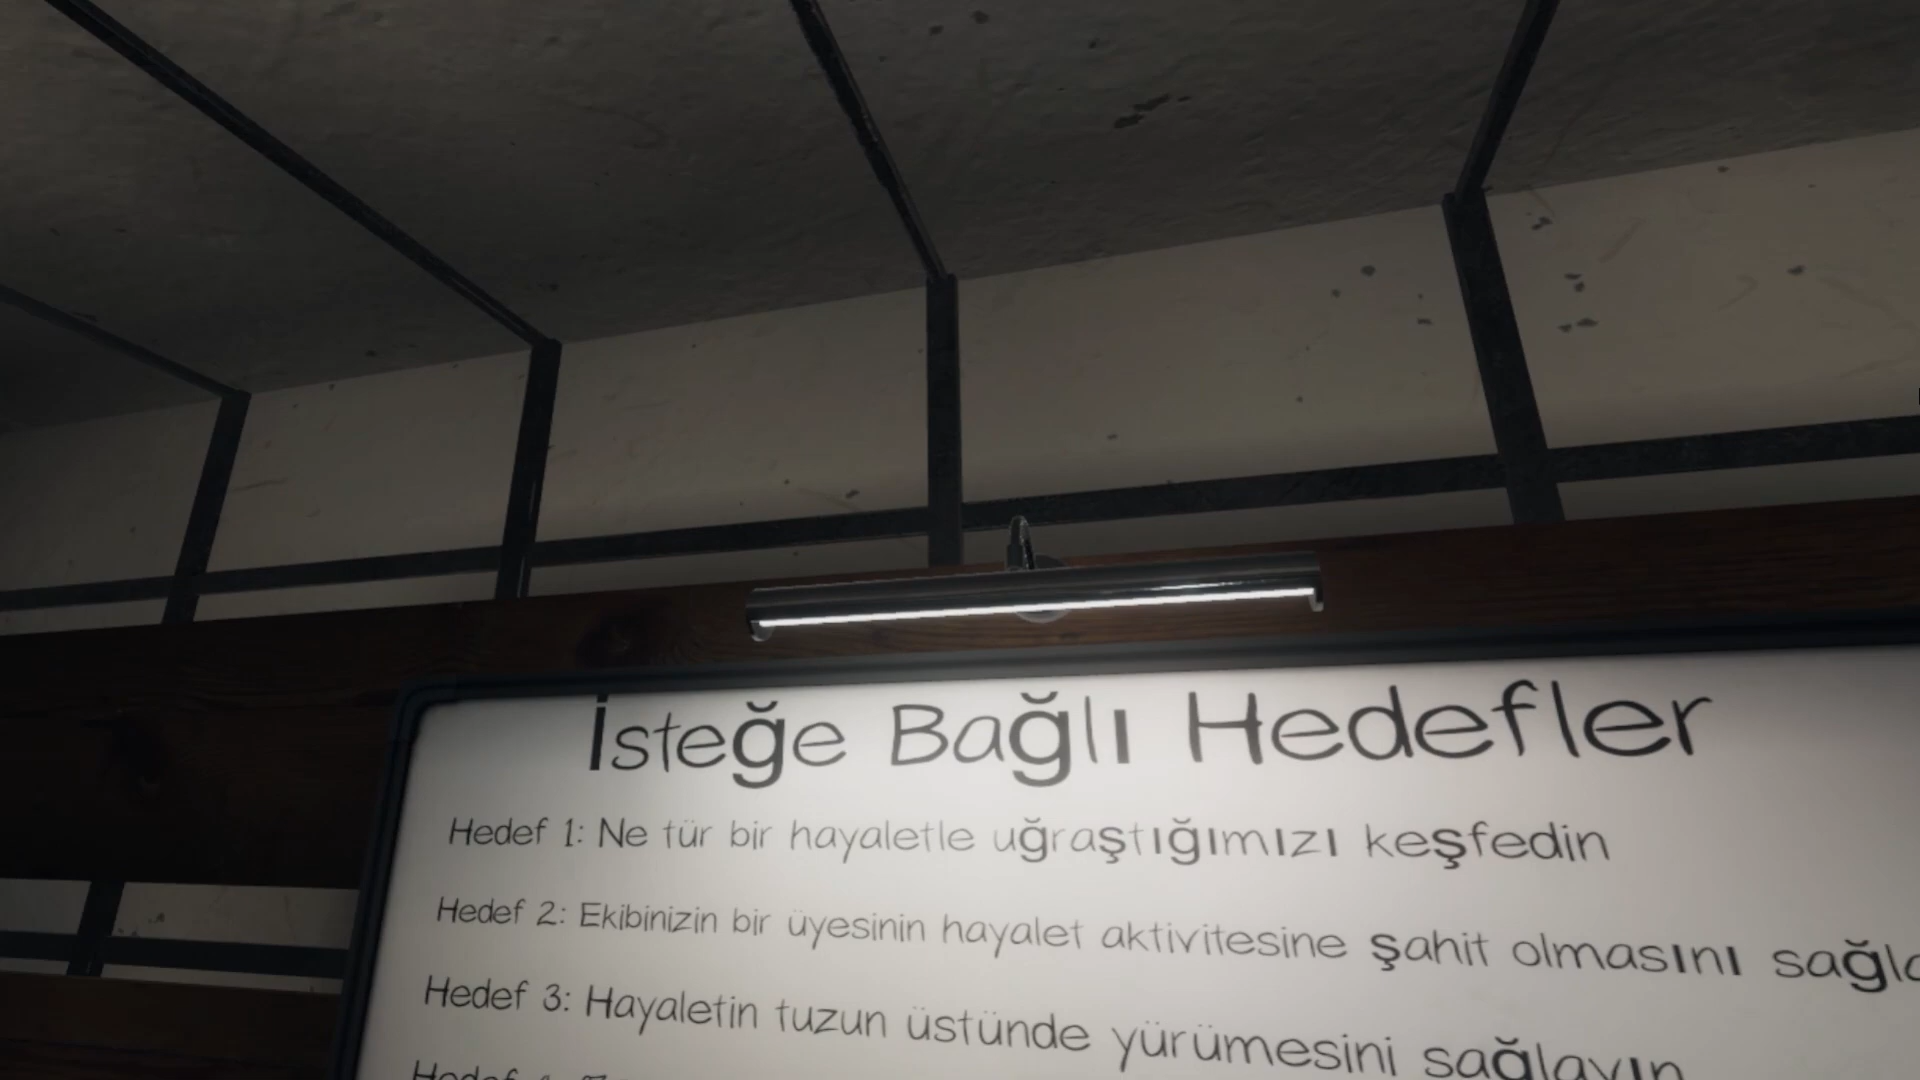 İsteğe Bağlı Hedefler
Hedef 1: Ne tür bir hayaletle uğraştığımızı keşfedin
Hedef 2: Ekibinizin bir üyesinin hayalet aktivitesine şahit olmasını
Hedef 3: Hayaletin tuzun üstünde yürümesini sağlayın